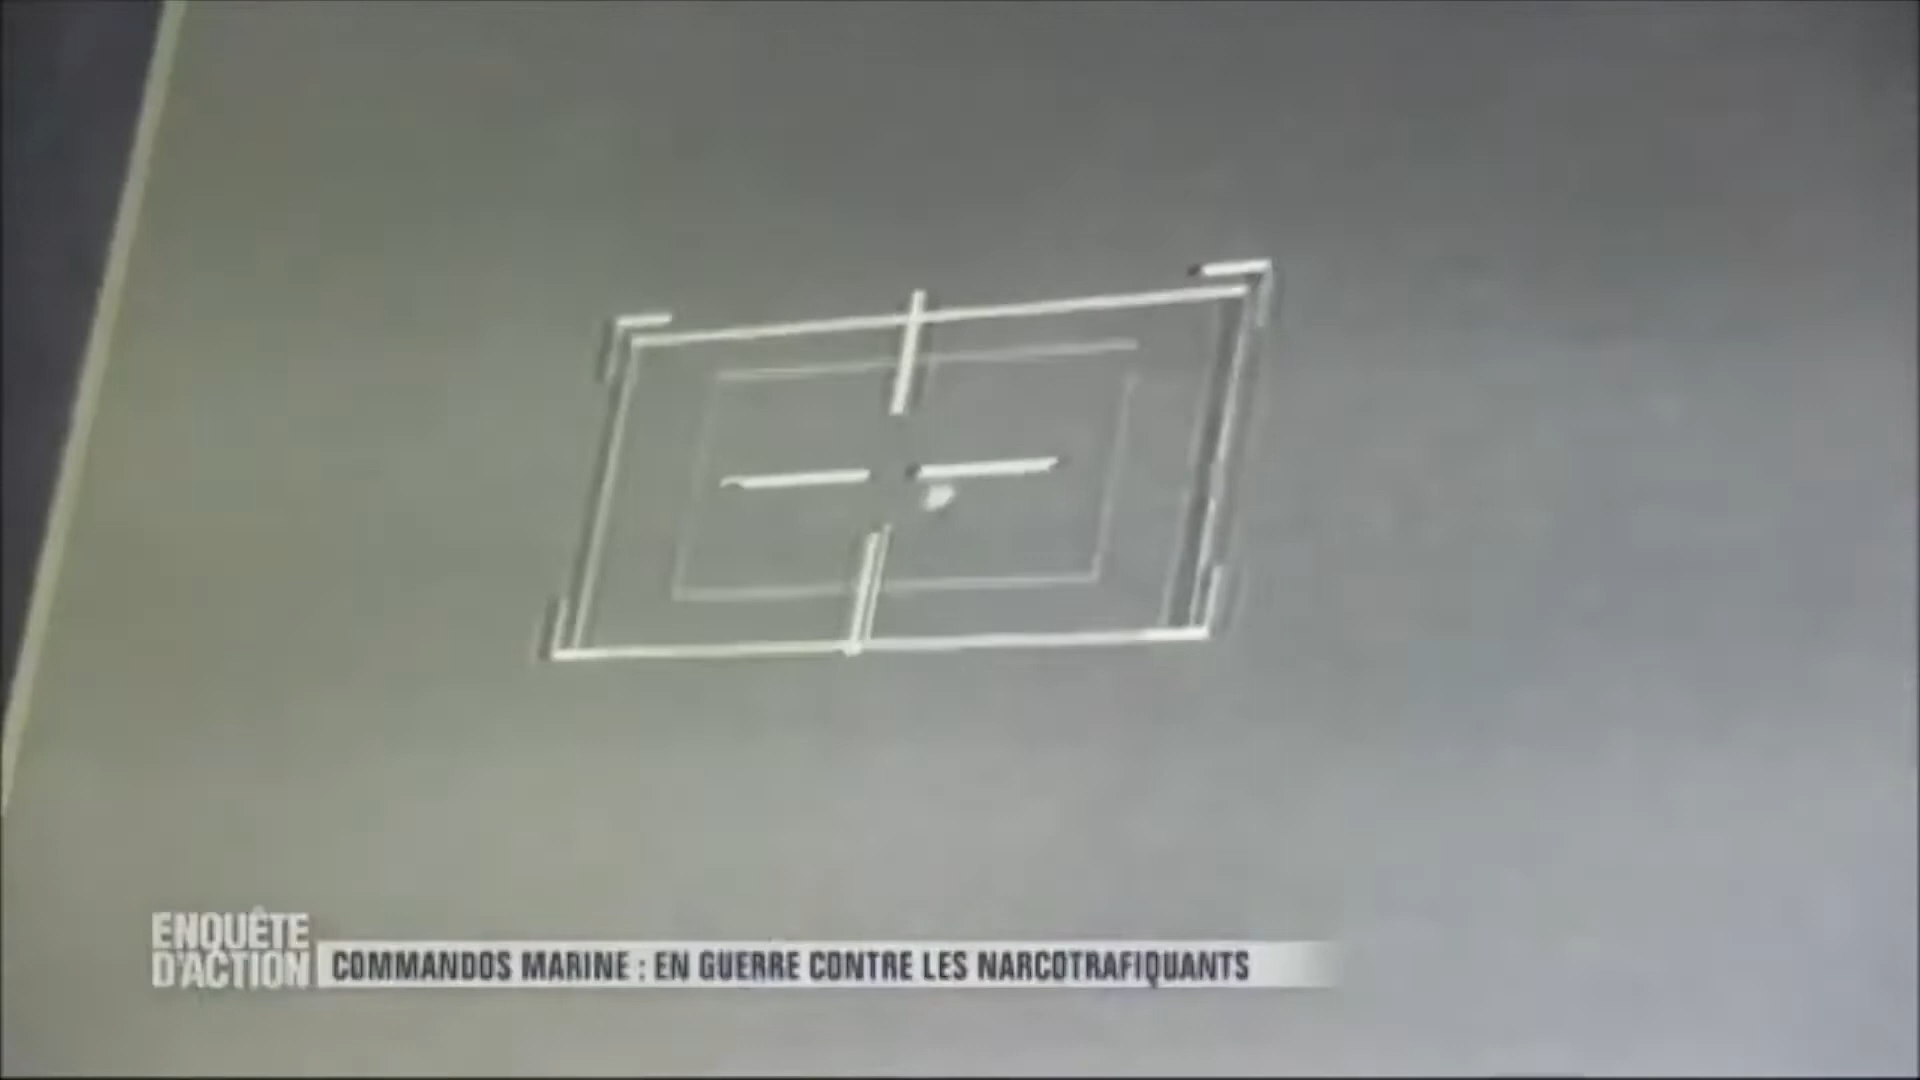 ENQUÊTE
D'ACTION
COMMANDOS MARINE : EN GUERRE CONTRE LES NARCOTRAFIQUANTS